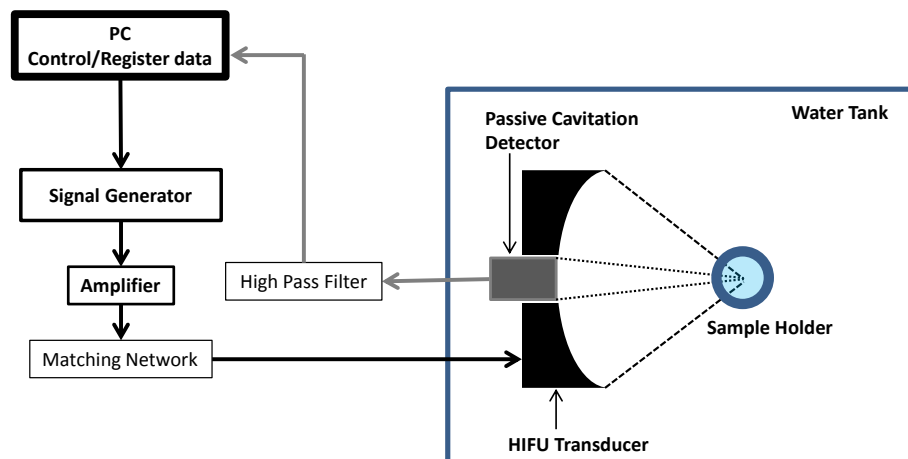 PC
Control/Register data
Signal Generator
Amplifier
Matching Network
High Pass Filter
Passive Cavitation
Detector
Water Tank
Sample Holder
HIFU Transducer